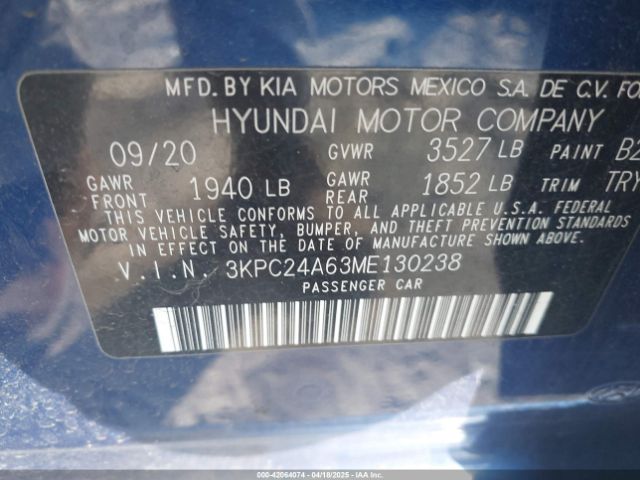 MFD. BY KIA MOTORS MEXICO S.A. DE C.V. FO
HYUNDAI MOTOR COMPANY
09/20 GVWR 3527 LB PAINT B2
GAWR FRONT 1940 LB GAWR REAR 1852 LB TRIM TRY
THIS VEHICLE CONFORMS TO ALL APPLICABLE U.S.A. FEDERAL
MOTOR VEHICLE SAFETY, BUMPER, AND THEFT PREVENTION STANDARDS
IN EFFECT ON THE DATE OF MANUFACTURE SHOWN ABOVE.
V.I.N. 3KPC24A63ME130238
PASSENGER CAR
000-42064074 - 04/18/2025 - IAAI, Inc.